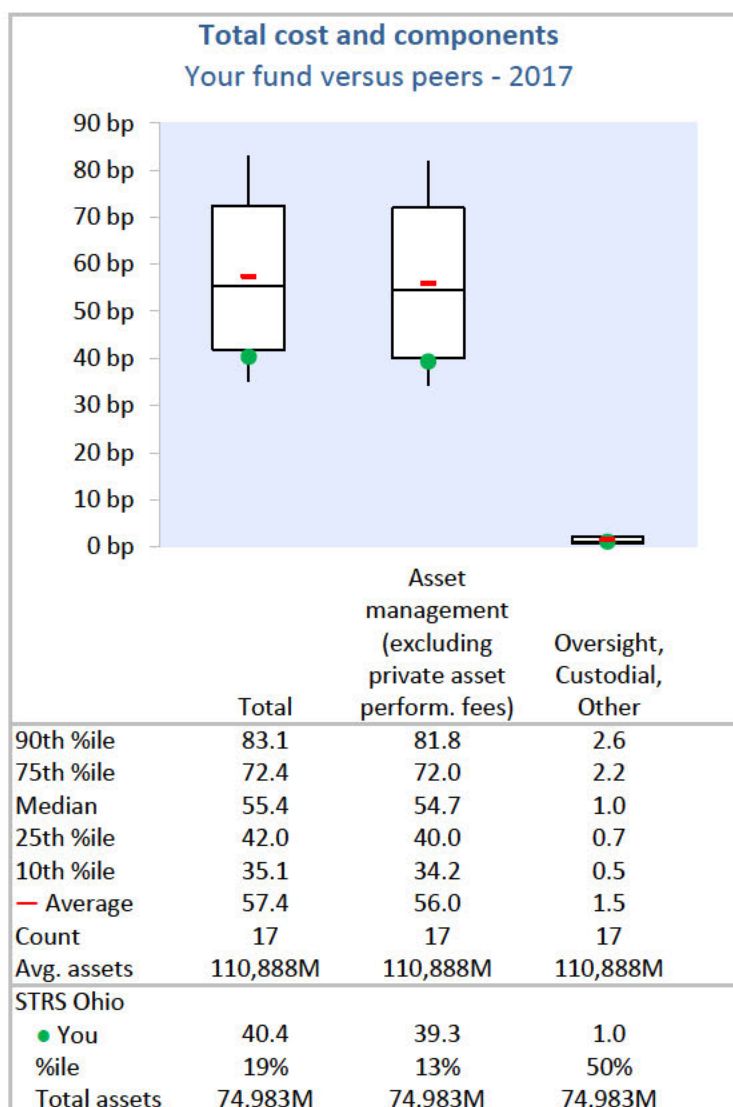 Total cost and components
Your fund versus peers - 2017
90 bp
80 bp
70 bp
60 bp
50 bp
40 bp
30 bp
20 bp
10 bp
0 bp
Total
Asset
management
(excluding
private asset
perform. fees)
Oversight,
Custodial,
Other
90th %ile 83.1 81.8 2.6
75th %ile 72.4 72.0 2.2
Median 55.4 54.7 1.0
25th %ile 42.0 40.0 0.7
10th %ile 35.1 34.2 0.5
Average 57.4 56.0 1.5
Count 17 17 17
Avg. assets 110,888M 110,888M 110,888M
STRS Ohio
You 40.4 39.3 1.0
%ile 19% 13% 50%
Total assets 74,983M 74,983M 74,983M